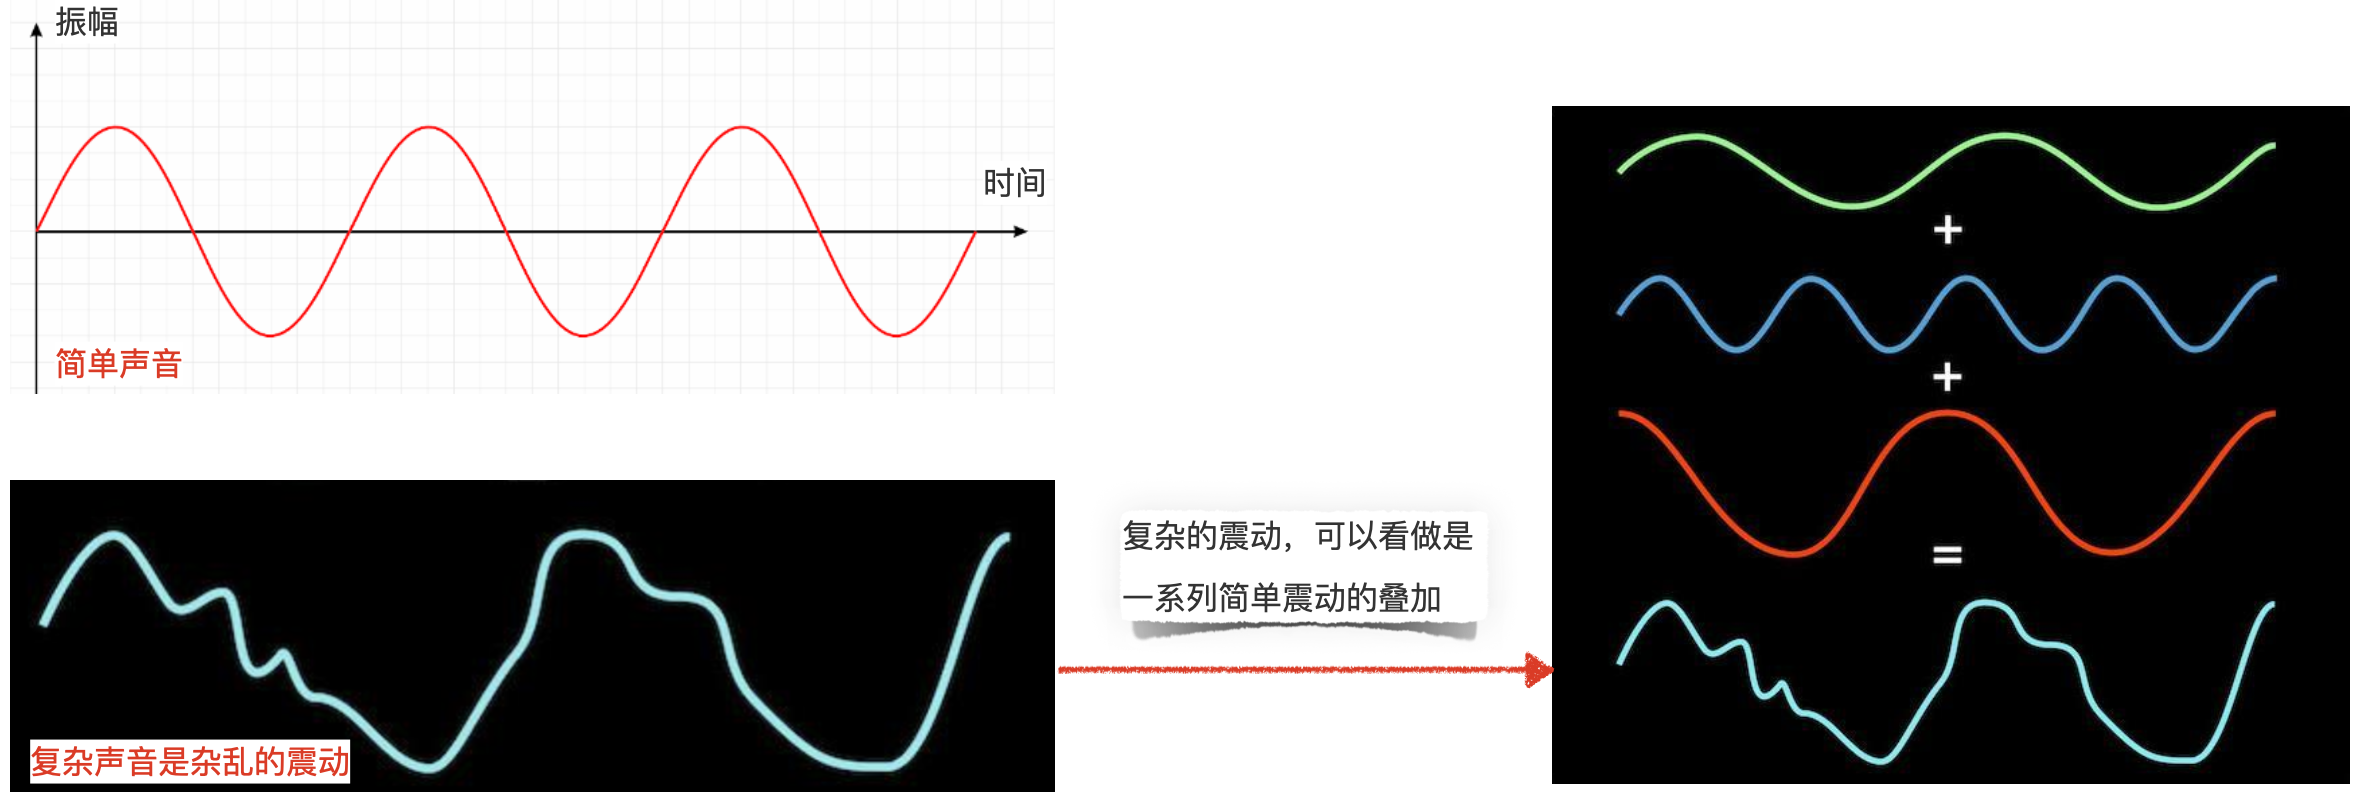 振幅
时间
简单声音
复杂的震动，可以看做是
一系列简单震动的叠加
复杂声音是杂乱的震动
+
+
=